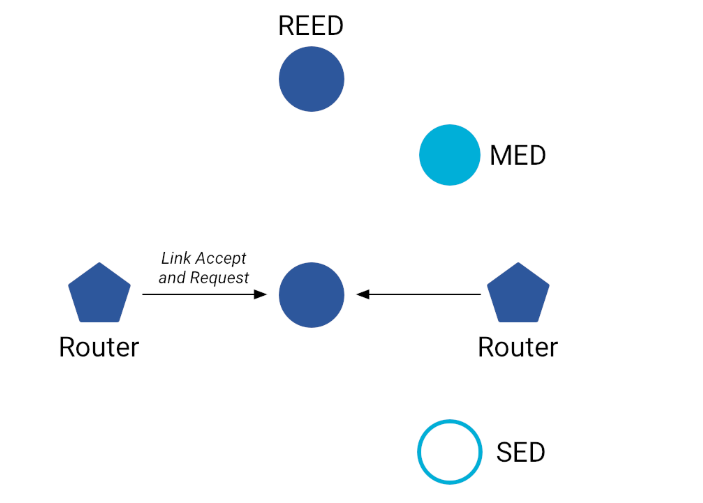 REED
MED
Link Accept
and Request
Router
Router
SED